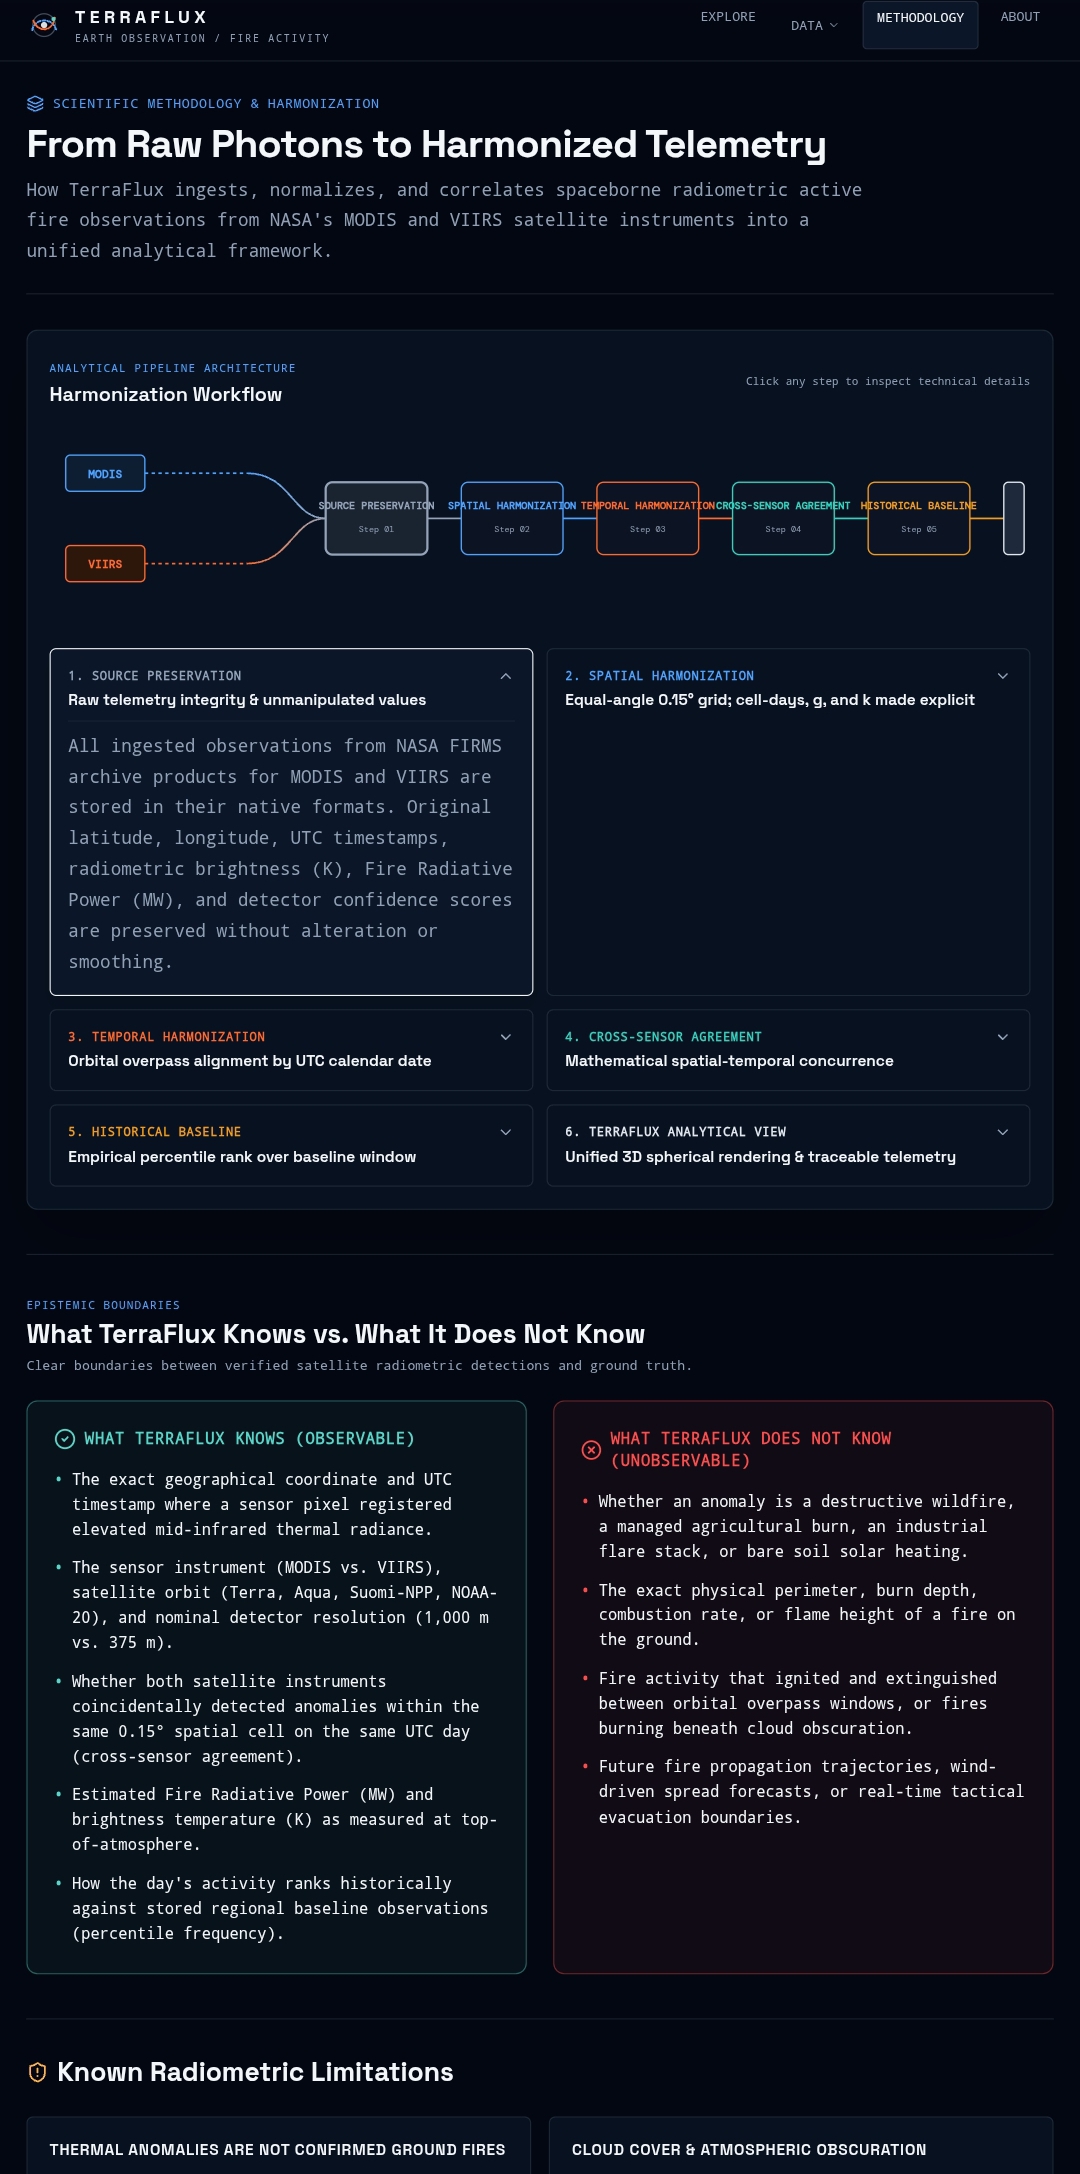 TERRAFLUX
EARTH OBSERVATION / FIRE ACTIVITY
EXPLORE
DATA
METHODOLOGY
ABOUT
SCIENTIFIC METHODOLOGY & HARMONIZATION
From Raw Photons to Harmonized Telemetry
How TerraFlux ingests, normalizes, and correlates spaceborne radiometric active
fire observations from NASA's MODIS and VIIRS satellite instruments into a
unified analytical framework.
ANALYTICAL PIPELINE ARCHITECTURE
Harmonization Workflow
Click any step to inspect technical details
MODIS
VIIRS
SOURCE PRESERVATION
Step 01
SPATIAL HARMONIZATION
Step 02
TEMPORAL HARMONIZATION
Step 03
CROSS-SENSOR AGREEMENT
Step 04
HISTORICAL BASELINE
Step 05
1. SOURCE PRESERVATION
Raw telemetry integrity & unmanipulated values
All ingested observations from NASA FIRMS
archive products for MODIS and VIIRS are
stored in their native formats. Original
latitude, longitude, UTC timestamps,
radiometric brightness (K), Fire Radiative
Power (MW), and detector confidence scores
are preserved without alteration or
smoothing.
2. SPATIAL HARMONIZATION
Equal-angle 0.15° grid; cell-days, g, and k made explicit
3. TEMPORAL HARMONIZATION
Orbital overpass alignment by UTC calendar date
4. CROSS-SENSOR AGREEMENT
Mathematical spatial-temporal concurrence
5. HISTORICAL BASELINE
Empirical percentile rank over baseline window
6. TERRAFLUX ANALYTICAL VIEW
Unified 3D spherical rendering & traceable telemetry
EPISTEMIC BOUNDARIES
What TerraFlux Knows vs. What It Does Not Know
Clear boundaries between verified satellite radiometric detections and ground truth.
WHAT TERRAFLUX KNOWS (OBSERVABLE)
• The exact geographical coordinate and UTC
timestamp where a sensor pixel registered
elevated mid-infrared thermal radiance.
• The sensor instrument (MODIS vs. VIIRS),
satellite orbit (Terra, Aqua, Suomi-NPP, NOAA-
20), and nominal detector resolution (1,000 m
vs. 375 m).
• Whether both satellite instruments
coincidentally detected anomalies within the
same 0.15° spatial cell on the same UTC day
(cross-sensor agreement).
• Estimated Fire Radiative Power (MW) and
brightness temperature (K) as measured at top-
of-atmosphere.
• How the day's activity ranks historically
against stored regional baseline observations
(percentile frequency).
WHAT TERRAFLUX DOES NOT KNOW
(UNOBSERVABLE)
• Whether an anomaly is a destructive wildfire,
a managed agricultural burn, an industrial
flare stack, or bare soil solar heating.
• The exact physical perimeter, burn depth,
combustion rate, or flame height of a fire on
the ground.
• Fire activity that ignited and extinguished
between orbital overpass windows, or fires
burning beneath cloud obscuration.
• Future fire propagation trajectories, wind-
driven spread forecasts, or real-time tactical
evacuation boundaries.
Known Radiometric Limitations
THERMAL ANOMALIES ARE NOT CONFIRMED GROUND FIRES
CLOUD COVER & ATMOSPHERIC OBSCURATION